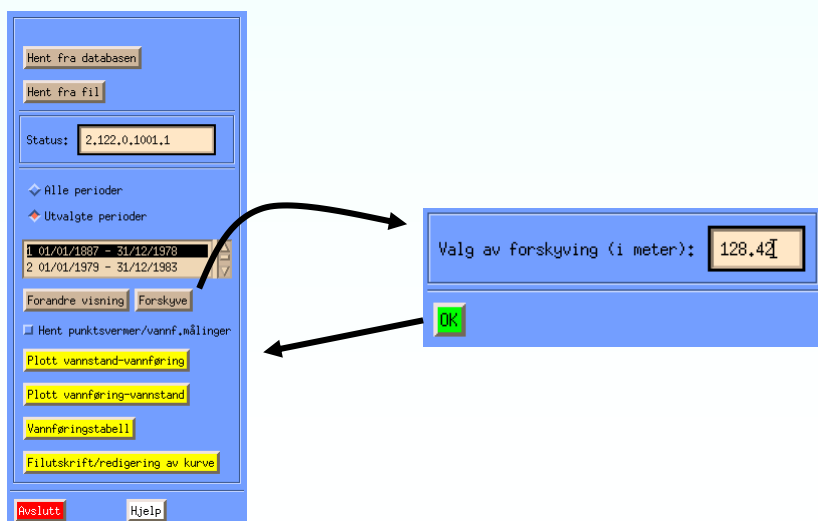 Hent fra databasen
Hent fra fil
Status: 2.122.0.1001.1
Alle perioder
Utvalgte perioder
1 01/01/1887 - 31/12/1978
2 01/01/1979 - 31/12/1983
Forandre visning Forskyve
Hent punktsvermer/vannf.målinger
Plott vannstand-vannføring
Plott vannføring-vannstand
Vannføringstabell
Filutskrift/redigering av kurve
Avslutt Hjelp
Valg av forskyving (i meter): 128.42
OK